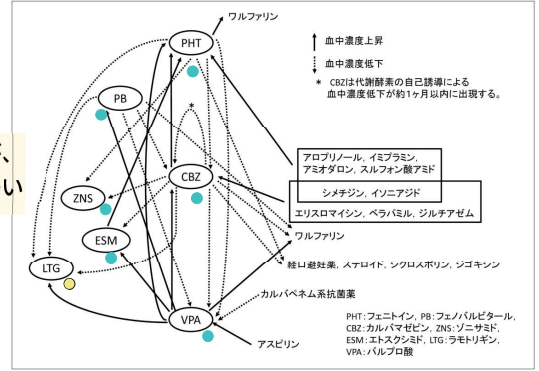 ワルファリン
PHT
血中濃度上昇
血中濃度低下
* CBZは代謝酵素の自己誘導による
血中濃度低下が約1ヶ月以内に出現する。
PB
*
、
い
アロプリノール, イミプラミン,
アミオダロン, スルフォン酸アミド
CBZ
シメチジン, イソニアジド
ZNS
エリスロマイシン, ベラパミル, ジルチアゼム
ワルファリン
ESM
LTG
経口避妊薬, ステロイド, シクロスポリン, ジゴキシン
カルバペネム系抗菌薬
VPA
アスピリン
PHT:フェニトイン, PB:フェノバルビタール,
CBZ:カルバマゼピン, ZNS:ゾニサミド,
ESM:エトスクシミド, LTG:ラモトリギン,
VPA:バルプロ酸